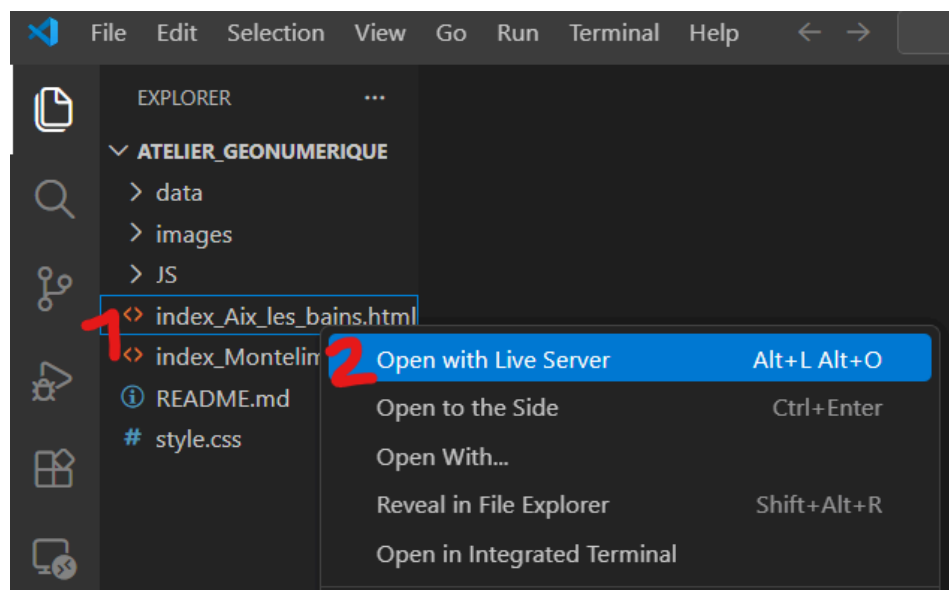 File Edit Selection View Go Run Terminal Help
EXPLORER
ATELIER_GEONUMERIQUE
data
images
JS
index_Aix_les_bains.html
1
index_Montelim
2
Open with Live Server Alt+L Alt+O
README.md
Open to the Side Ctrl+Enter
style.css
Open With...
Reveal in File Explorer Shift+Alt+R
Open in Integrated Terminal